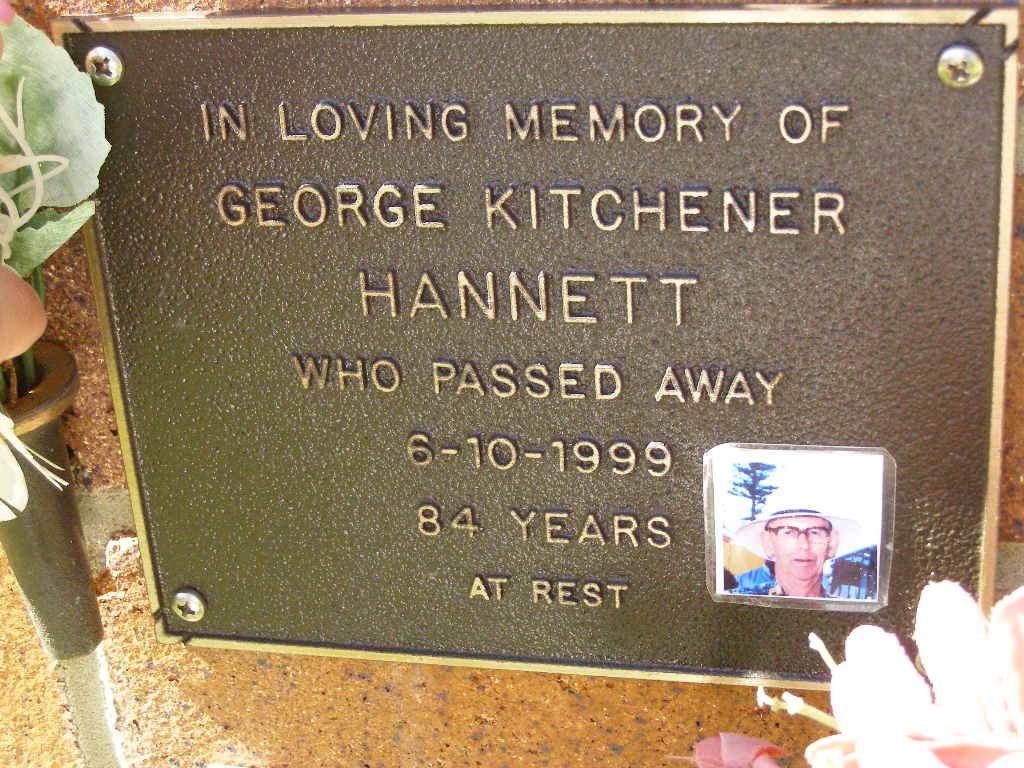 IN LOVING MEMORY OF
GEORGE KITCHENER
HANNETT
WHO PASSED AWAY
6-10-1999
84 YEARS
AT REST